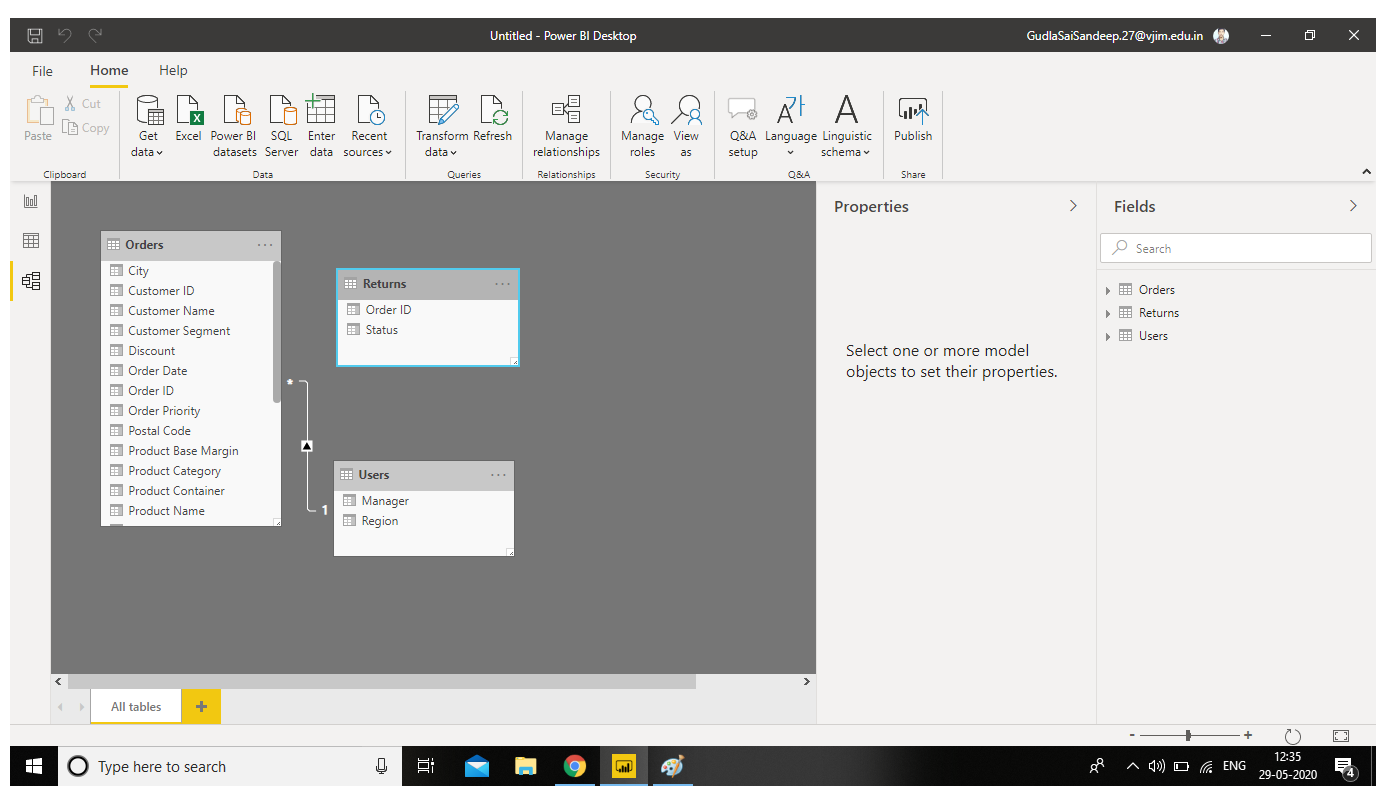 Untitled - Power BI Desktop
GudlaSaiSandeep.27@vjim.edu.in
File Home Help
Paste
Cut
Copy
Clipboard
Get data
Excel
Power BI datasets
SQL Server
Enter data
Recent sources
Data
Transform data
Refresh
Queries
Manage relationships
Relationships
Manage roles
View as
Security
Q&A setup
Language
Linguistic schema
Q&A
Publish
Share
Orders
City
Customer ID
Customer Name
Customer Segment
Discount
Order Date
Order ID
Order Priority
Postal Code
Product Base Margin
Product Category
Product Container
Product Name
Returns
Order ID
Status
*
1
Users
Manager
Region
Properties
Select one or more model
objects to set their properties.
Fields
Search
Orders
Returns
Users
All tables
+
- +
Type here to search
ENG
12:35
29-05-2020
4